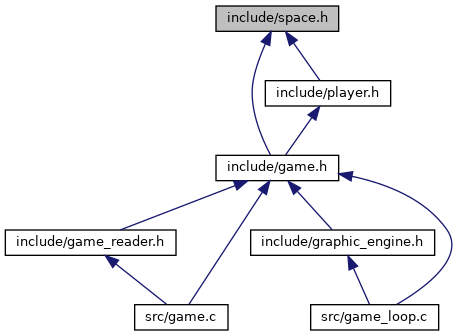 include/space.h
include/player.h
include/game.h
include/game_reader.h
include/graphic_engine.h
src/game.c
src/game_loop.c